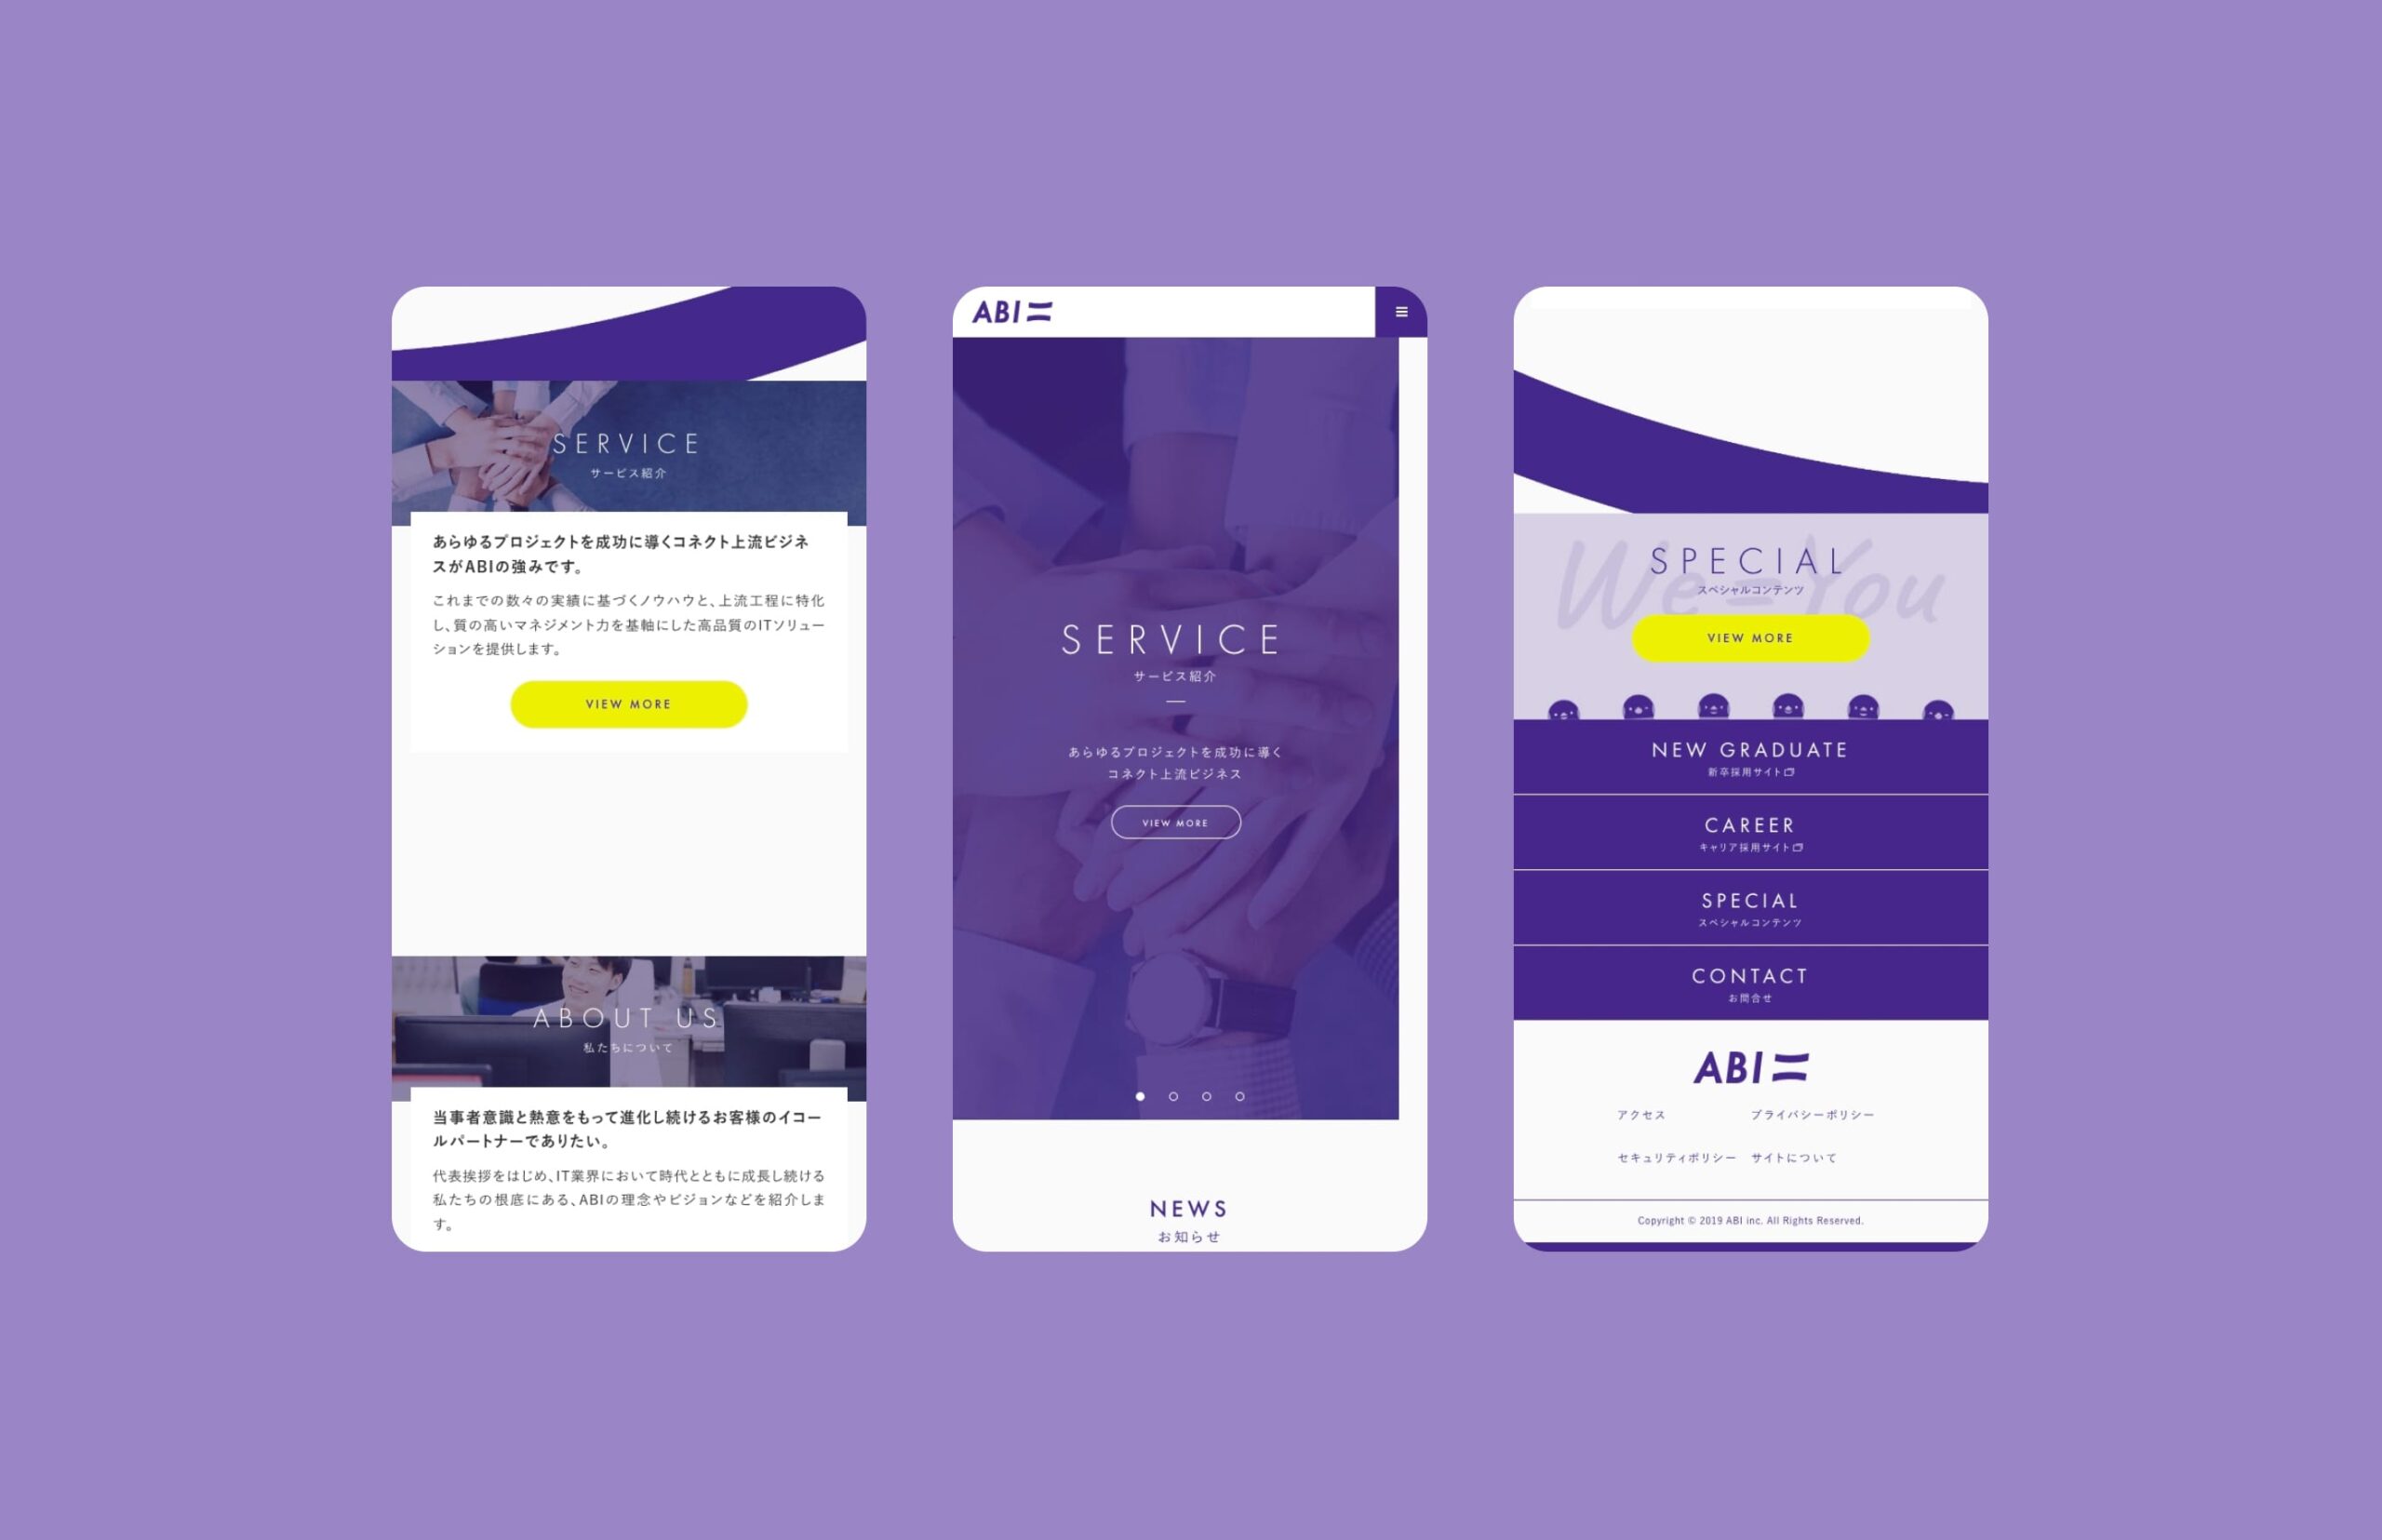 SERVICE
サービス紹介
あらゆるプロジェクトを成功に導くコネクト上流ビジネ
スがABIの強みです。
これまでの数々の実績に基づくノウハウと、上流工程に特化
し、質の高いマネジメント力を基軸にした高品質のITソリュー
ションを提供します。
VIEW MORE
ABOUT US
私たちについて
当事者意識と熱意をもって進化し続けるお客様のイコー
ルパートナーでありたい。
代表挨拶をはじめ、IT業界において時代とともに成長し続ける
私たちの根底にある、ABIの理念やビジョンなどを紹介しま
す。
ABI
SERVICE
サービス紹介
あらゆるプロジェクトを成功に導く
コネクト上流ビジネス
VIEW MORE
NEWS
お知らせ
We=You
SPECIAL
スペシャルコンテンツ
VIEW MORE
NEW GRADUATE
新卒採用サイト
CAREER
キャリア採用サイト
SPECIAL
スペシャルコンテンツ
CONTACT
お問合せ
ABI
アクセス プライバシーポリシー
セキュリティポリシー サイトについて
Copyright © 2019 ABI inc. All Rights Reserved.